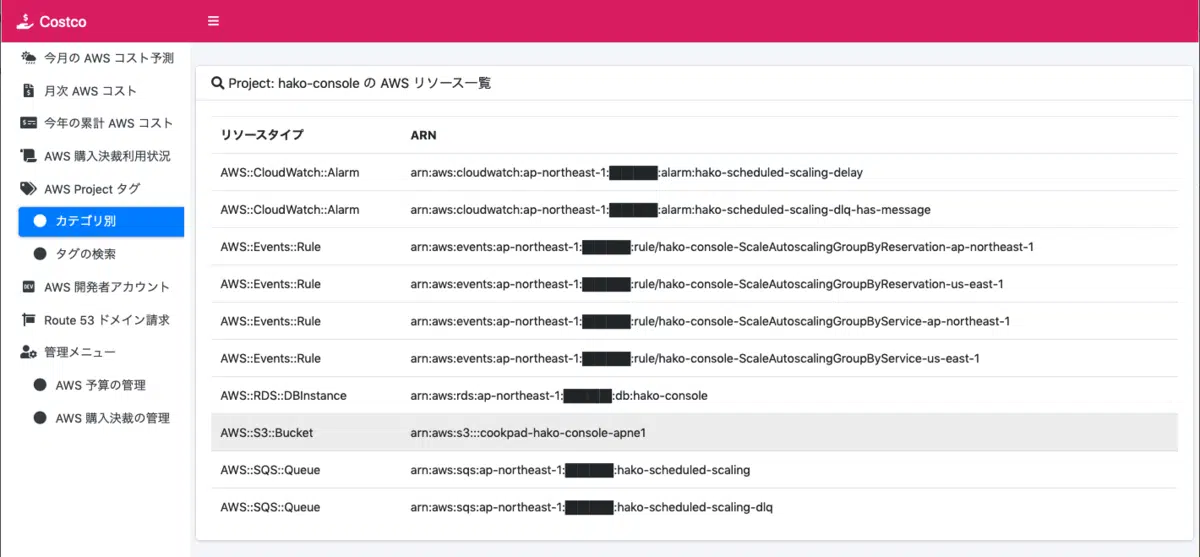 Costco
今月の AWS コスト予測
月次 AWS コスト
今年の累計 AWS コスト
AWS 購入決裁利用状況
AWS Project タグ
カテゴリ別
タグの検索
AWS 開発者アカウント
Route 53 ドメイン請求
管理メニュー
AWS 予算の管理
AWS 購入決裁の管理
Project: hako-console の AWS リソース一覧
リソースタイプ ARN
AWS::CloudWatch::Alarm arn:aws:cloudwatch:ap-northeast-1: :alarm:hako-scheduled-scaling-delay
AWS::CloudWatch::Alarm arn:aws:cloudwatch:ap-northeast-1: :alarm:hako-scheduled-scaling-dlq-has-message
AWS::Events::Rule arn:aws:events:ap-northeast-1: :rule/hako-console-ScaleAutoscalingGroupByReservation-ap-northeast-1
AWS::Events::Rule arn:aws:events:ap-northeast-1: :rule/hako-console-ScaleAutoscalingGroupByReservation-us-east-1
AWS::Events::Rule arn:aws:events:ap-northeast-1: :rule/hako-console-ScaleAutoscalingGroupByService-ap-northeast-1
AWS::Events::Rule arn:aws:events:ap-northeast-1: :rule/hako-console-ScaleAutoscalingGroupByService-us-east-1
AWS::RDS::DBInstance arn:aws:rds:ap-northeast-1: :db:hako-console
AWS::S3::Bucket arn:aws:s3:::cookpad-hako-console-apne1
AWS::SQS::Queue arn:aws:sqs:ap-northeast-1: :hako-scheduled-scaling
AWS::SQS::Queue arn:aws:sqs:ap-northeast-1: :hako-scheduled-scaling-dlq